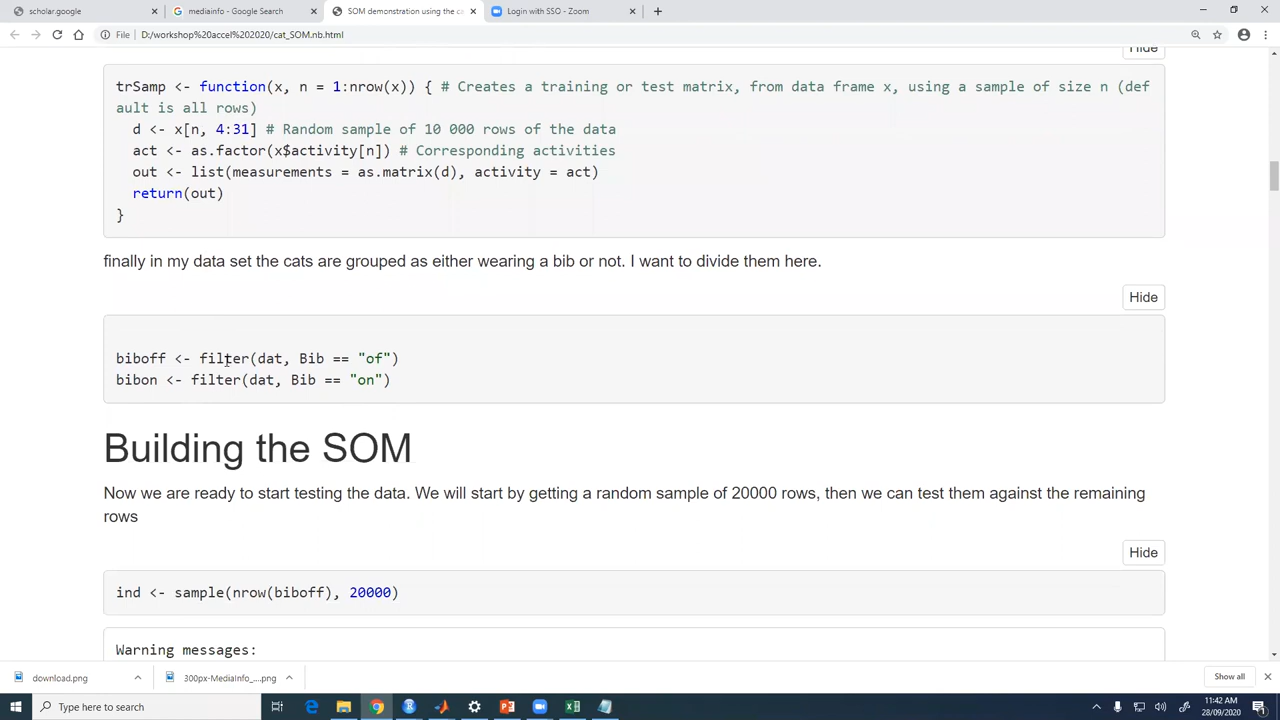 scholar.google
mediainfo - Google Search
SOM demonstration using the ca
Login with SSO - Zoom
File D:/workshop%20accel%202020/cat_SOM.nb.html
Hide
trSamp <- function(x, n = 1:nrow(x)) { # Creates a training or test matrix, from data frame x, using a sample of size n (def
ault is all rows)
d <- x[n, 4:31] # Random sample of 10 000 rows of the data
act <- as.factor(x$activity[n]) # Corresponding activities
out <- list(measurements = as.matrix(d), activity = act)
return(out)
}
finally in my data set the cats are grouped as either wearing a bib or not. I want to divide them here.
Hide
biboff <- filter(dat, Bib == "of")
bibon <- filter(dat, Bib == "on")
Building the SOM
Now we are ready to start testing the data. We will start by getting a random sample of 20000 rows, then we can test them against the remaining
rows
Hide
ind <- sample(nrow(biboff), 20000)
Warning messages:
download.png
300px-MediaInfo_....png
Show all
Type here to search
11:42 AM
28/09/2020